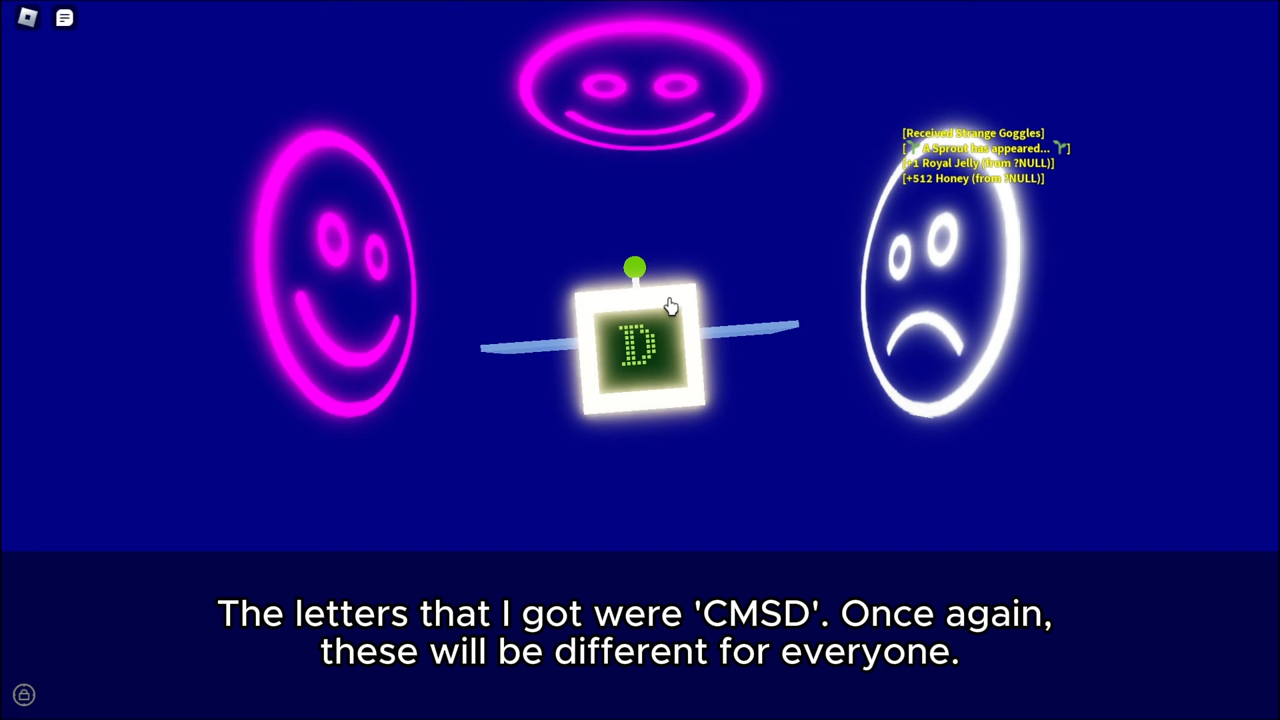 [Received Strange Goggles]
[🌱 A Sprout has appeared... 🌱]
[+1 Royal Jelly (from ?NULL)]
[+512 Honey (from ?NULL)]
D
The letters that I got were 'CMSD'. Once again,
these will be different for everyone.